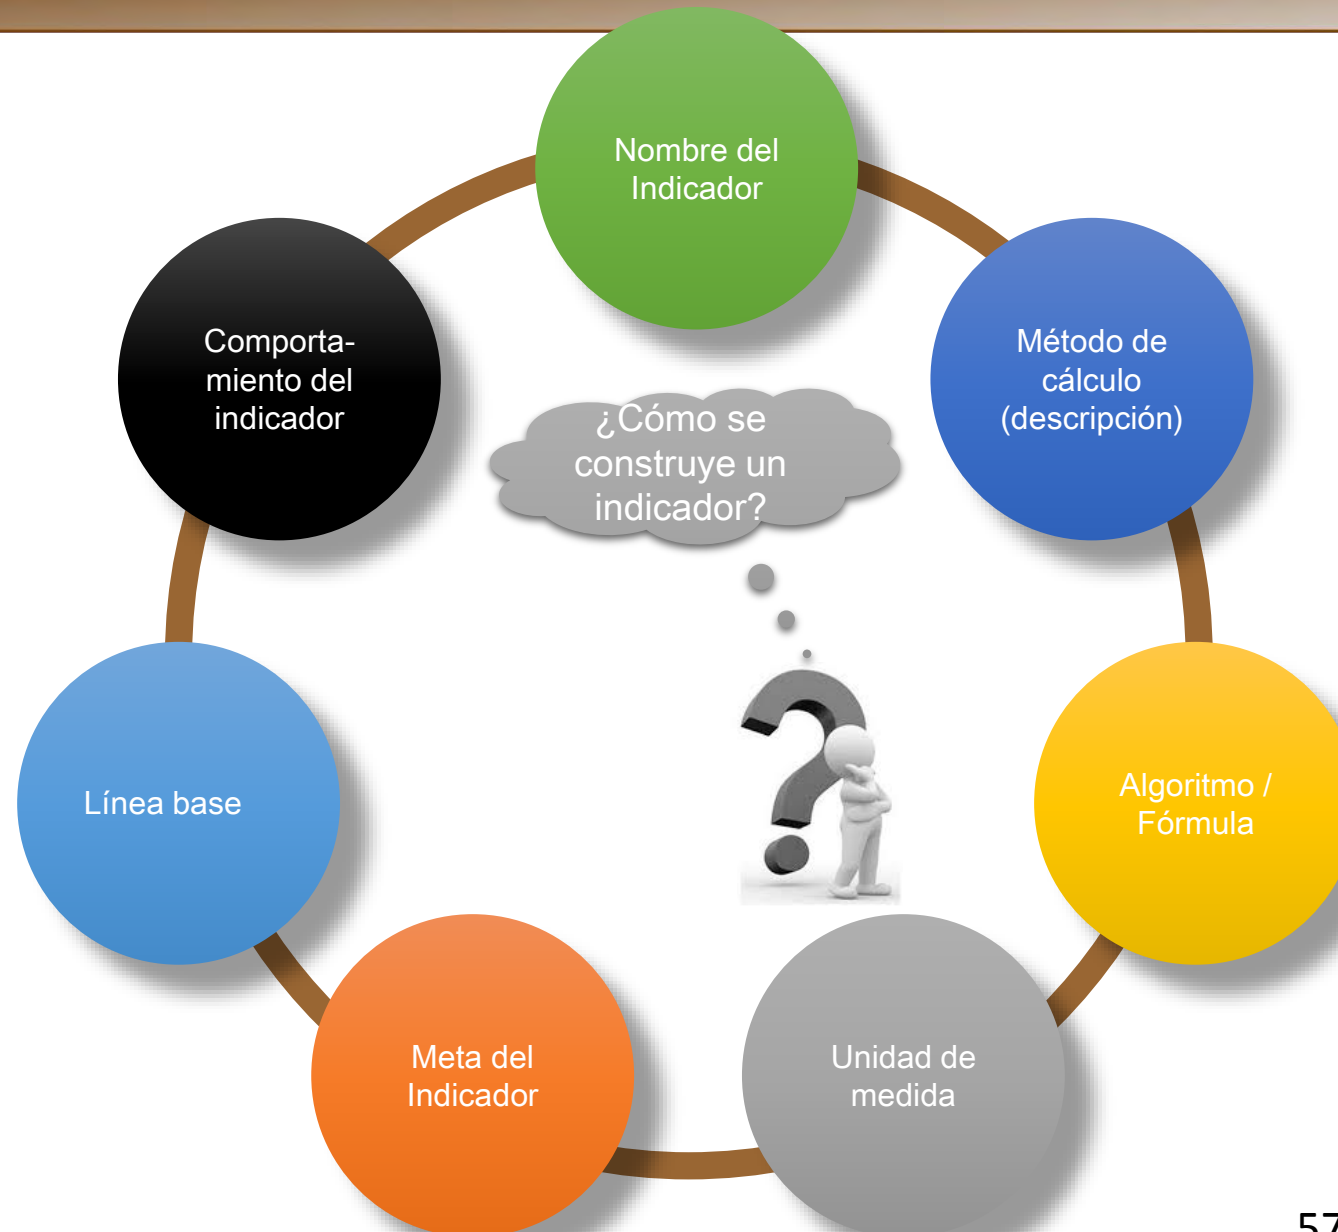 Nombre del
Indicador
Método de
cálculo
(descripción)
Algoritmo /
Fórmula
Unidad de
medida
Meta del
Indicador
Línea base
Comporta-
miento del
indicador
¿Cómo se
construye un
indicador?
57